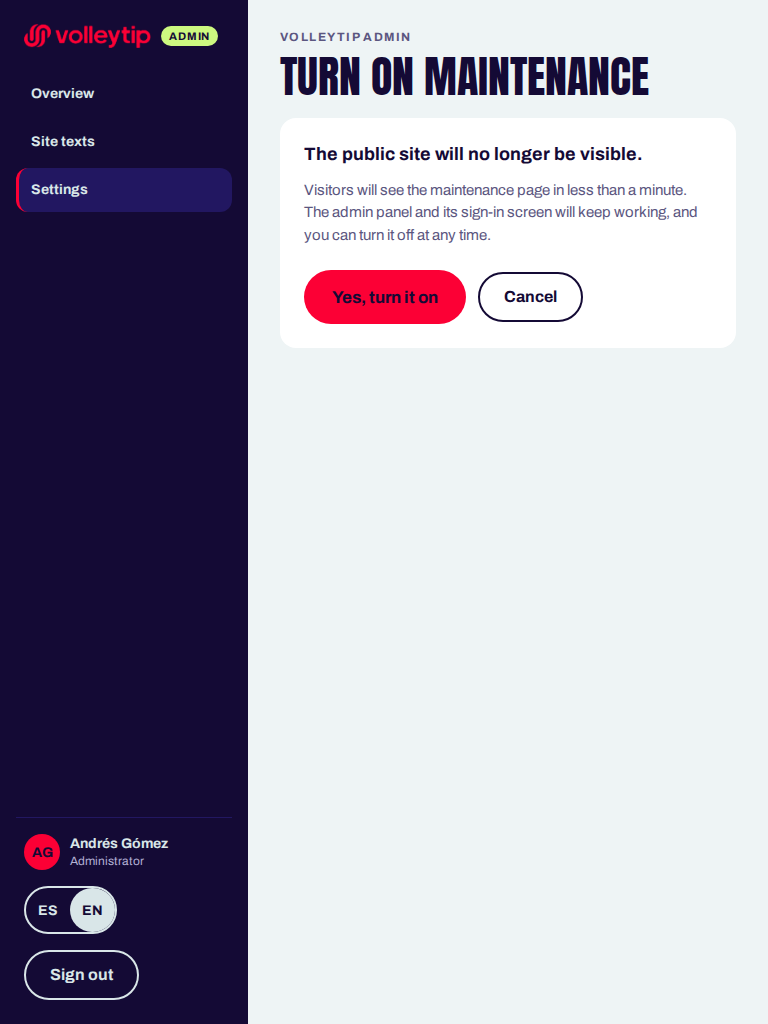 volleytip ADMIN
Overview
Site texts
Settings
AG
Andrés Gómez
Administrator
ES EN
Sign out
VOLLEYTIP ADMIN
TURN ON MAINTENANCE
The public site will no longer be visible.
Visitors will see the maintenance page in less than a minute.
The admin panel and its sign-in screen will keep working, and
you can turn it off at any time.
Yes, turn it on
Cancel